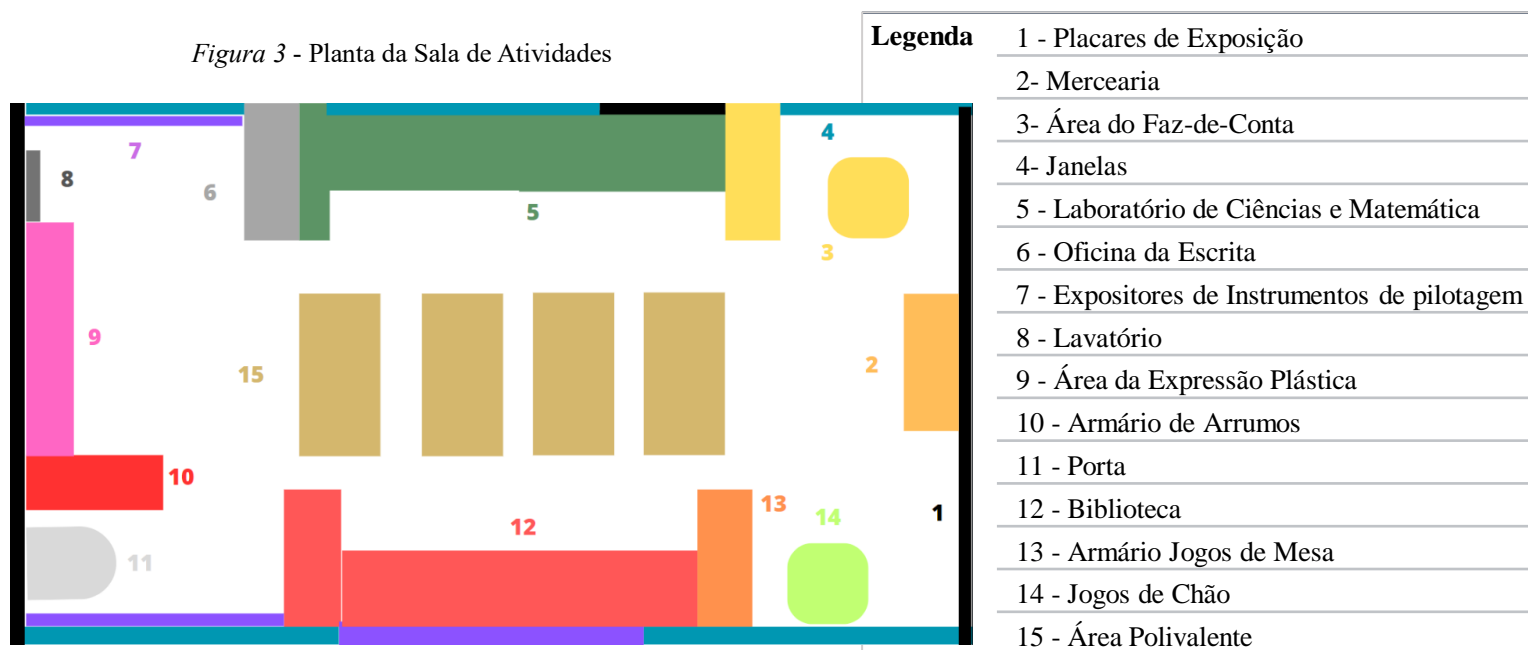 Figura 3 - Planta da Sala de Atividades
Legenda
1 - Placares de Exposição
2- Mercearia
3- Área do Faz-de-Conta
4- Janelas
5 - Laboratório de Ciências e Matemática
6 - Oficina da Escrita
7 - Expositores de Instrumentos de pilotagem
8 - Lavatório
9 - Área da Expressão Plástica
10 - Armário de Arrumos
11 - Porta
12 - Biblioteca
13 - Armário Jogos de Mesa
14 - Jogos de Chão
15 - Área Polivalente
4
7
8
6
5
3
9
2
15
10
13
14
1
12
11